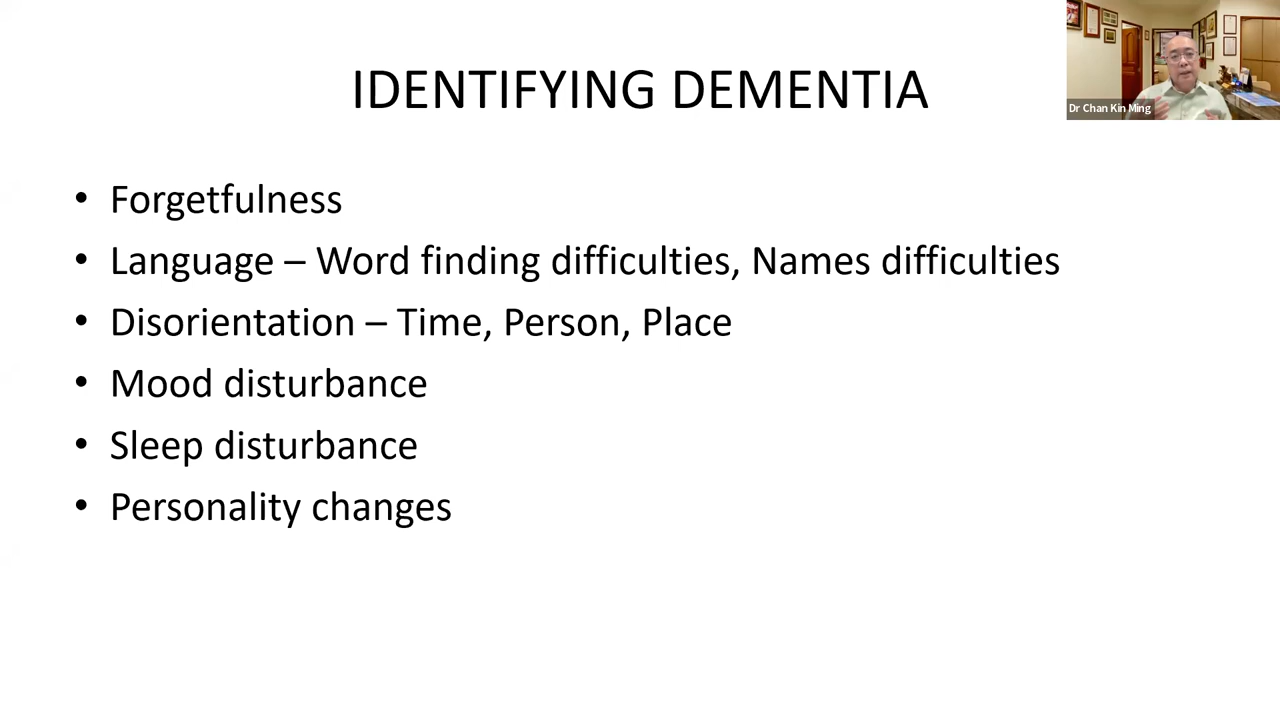 IDENTIFYING DEMENTIA
Dr Chan Kin Ming
• Forgetfulness
• Language – Word finding difficulties, Names difficulties
• Disorientation – Time, Person, Place
• Mood disturbance
• Sleep disturbance
• Personality changes